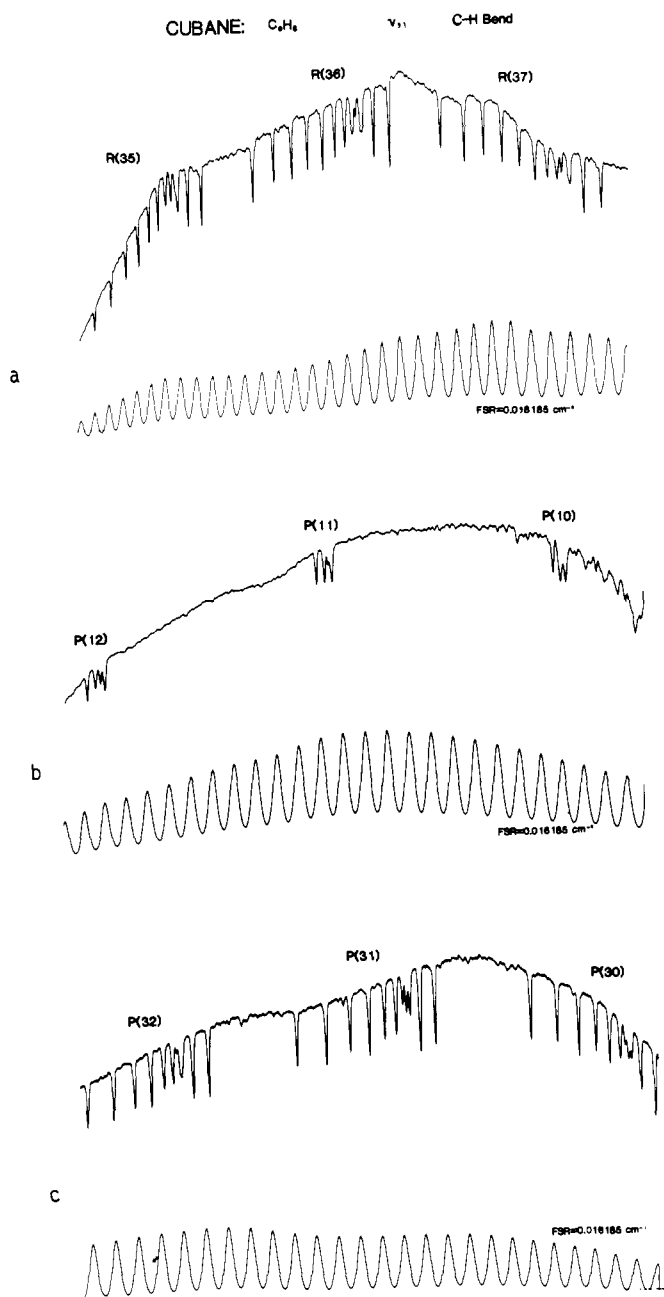 CUBANE: C₈H₈ ν₁₁ C-H Bend
R(36)
R(37)
R(35)
a
FSR=0.016185 cm⁻¹
P(11)
P(10)
P(12)
b
FSR=0.016185 cm⁻¹
P(31)
P(30)
P(32)
c
FSR=0.016185 cm⁻¹